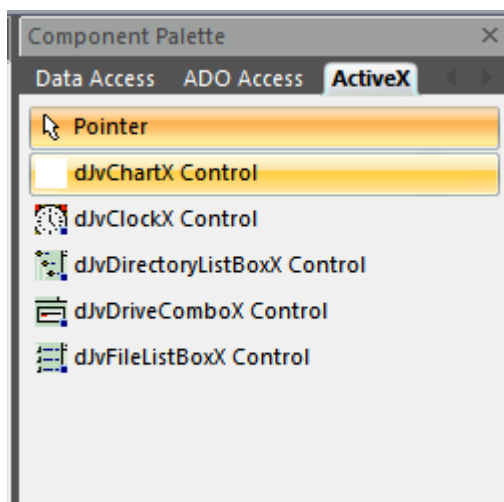 Component Palette
Data Access ADO Access ActiveX
Pointer
dJvChartX Control
dJvClockX Control
dJvDirectoryListBoxX Control
dJvDriveComboX Control
dJvFileListBoxX Control